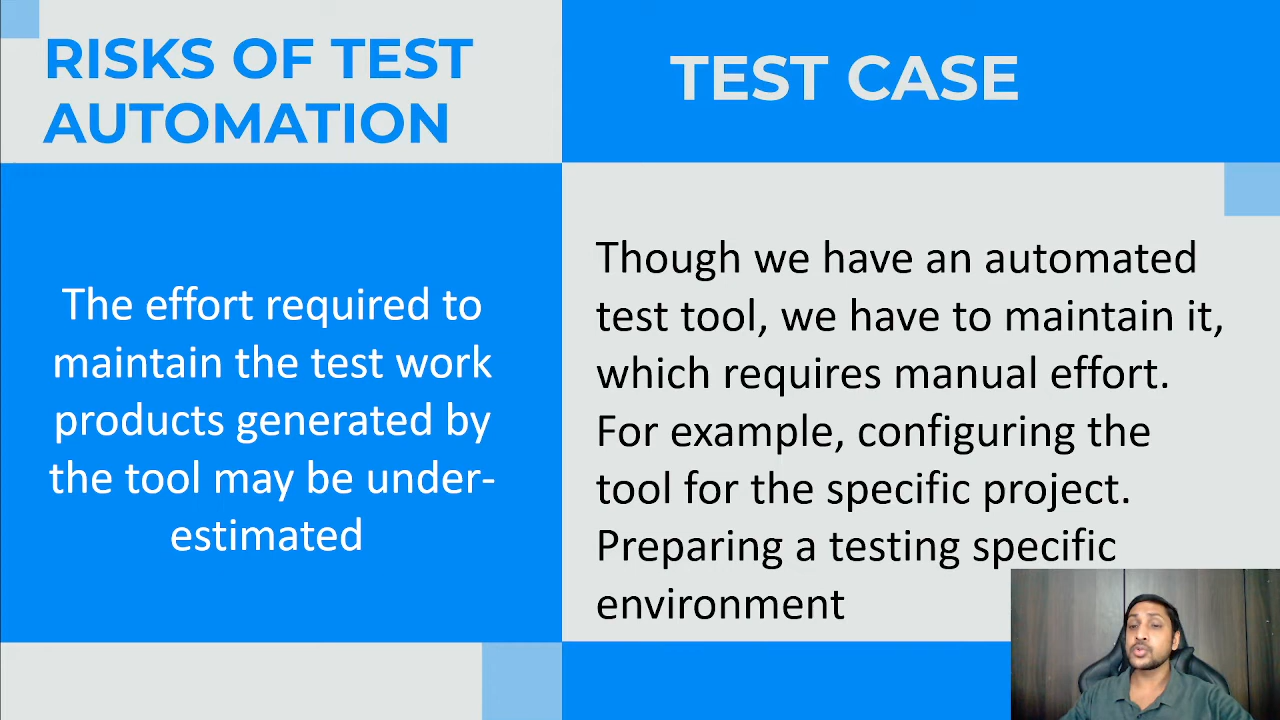 RISKS OF TEST
AUTOMATION
TEST CASE
The effort required to
maintain the test work
products generated by
the tool may be under-
estimated
Though we have an automated
test tool, we have to maintain it,
which requires manual effort.
For example, configuring the
tool for the specific project.
Preparing a testing specific
environment